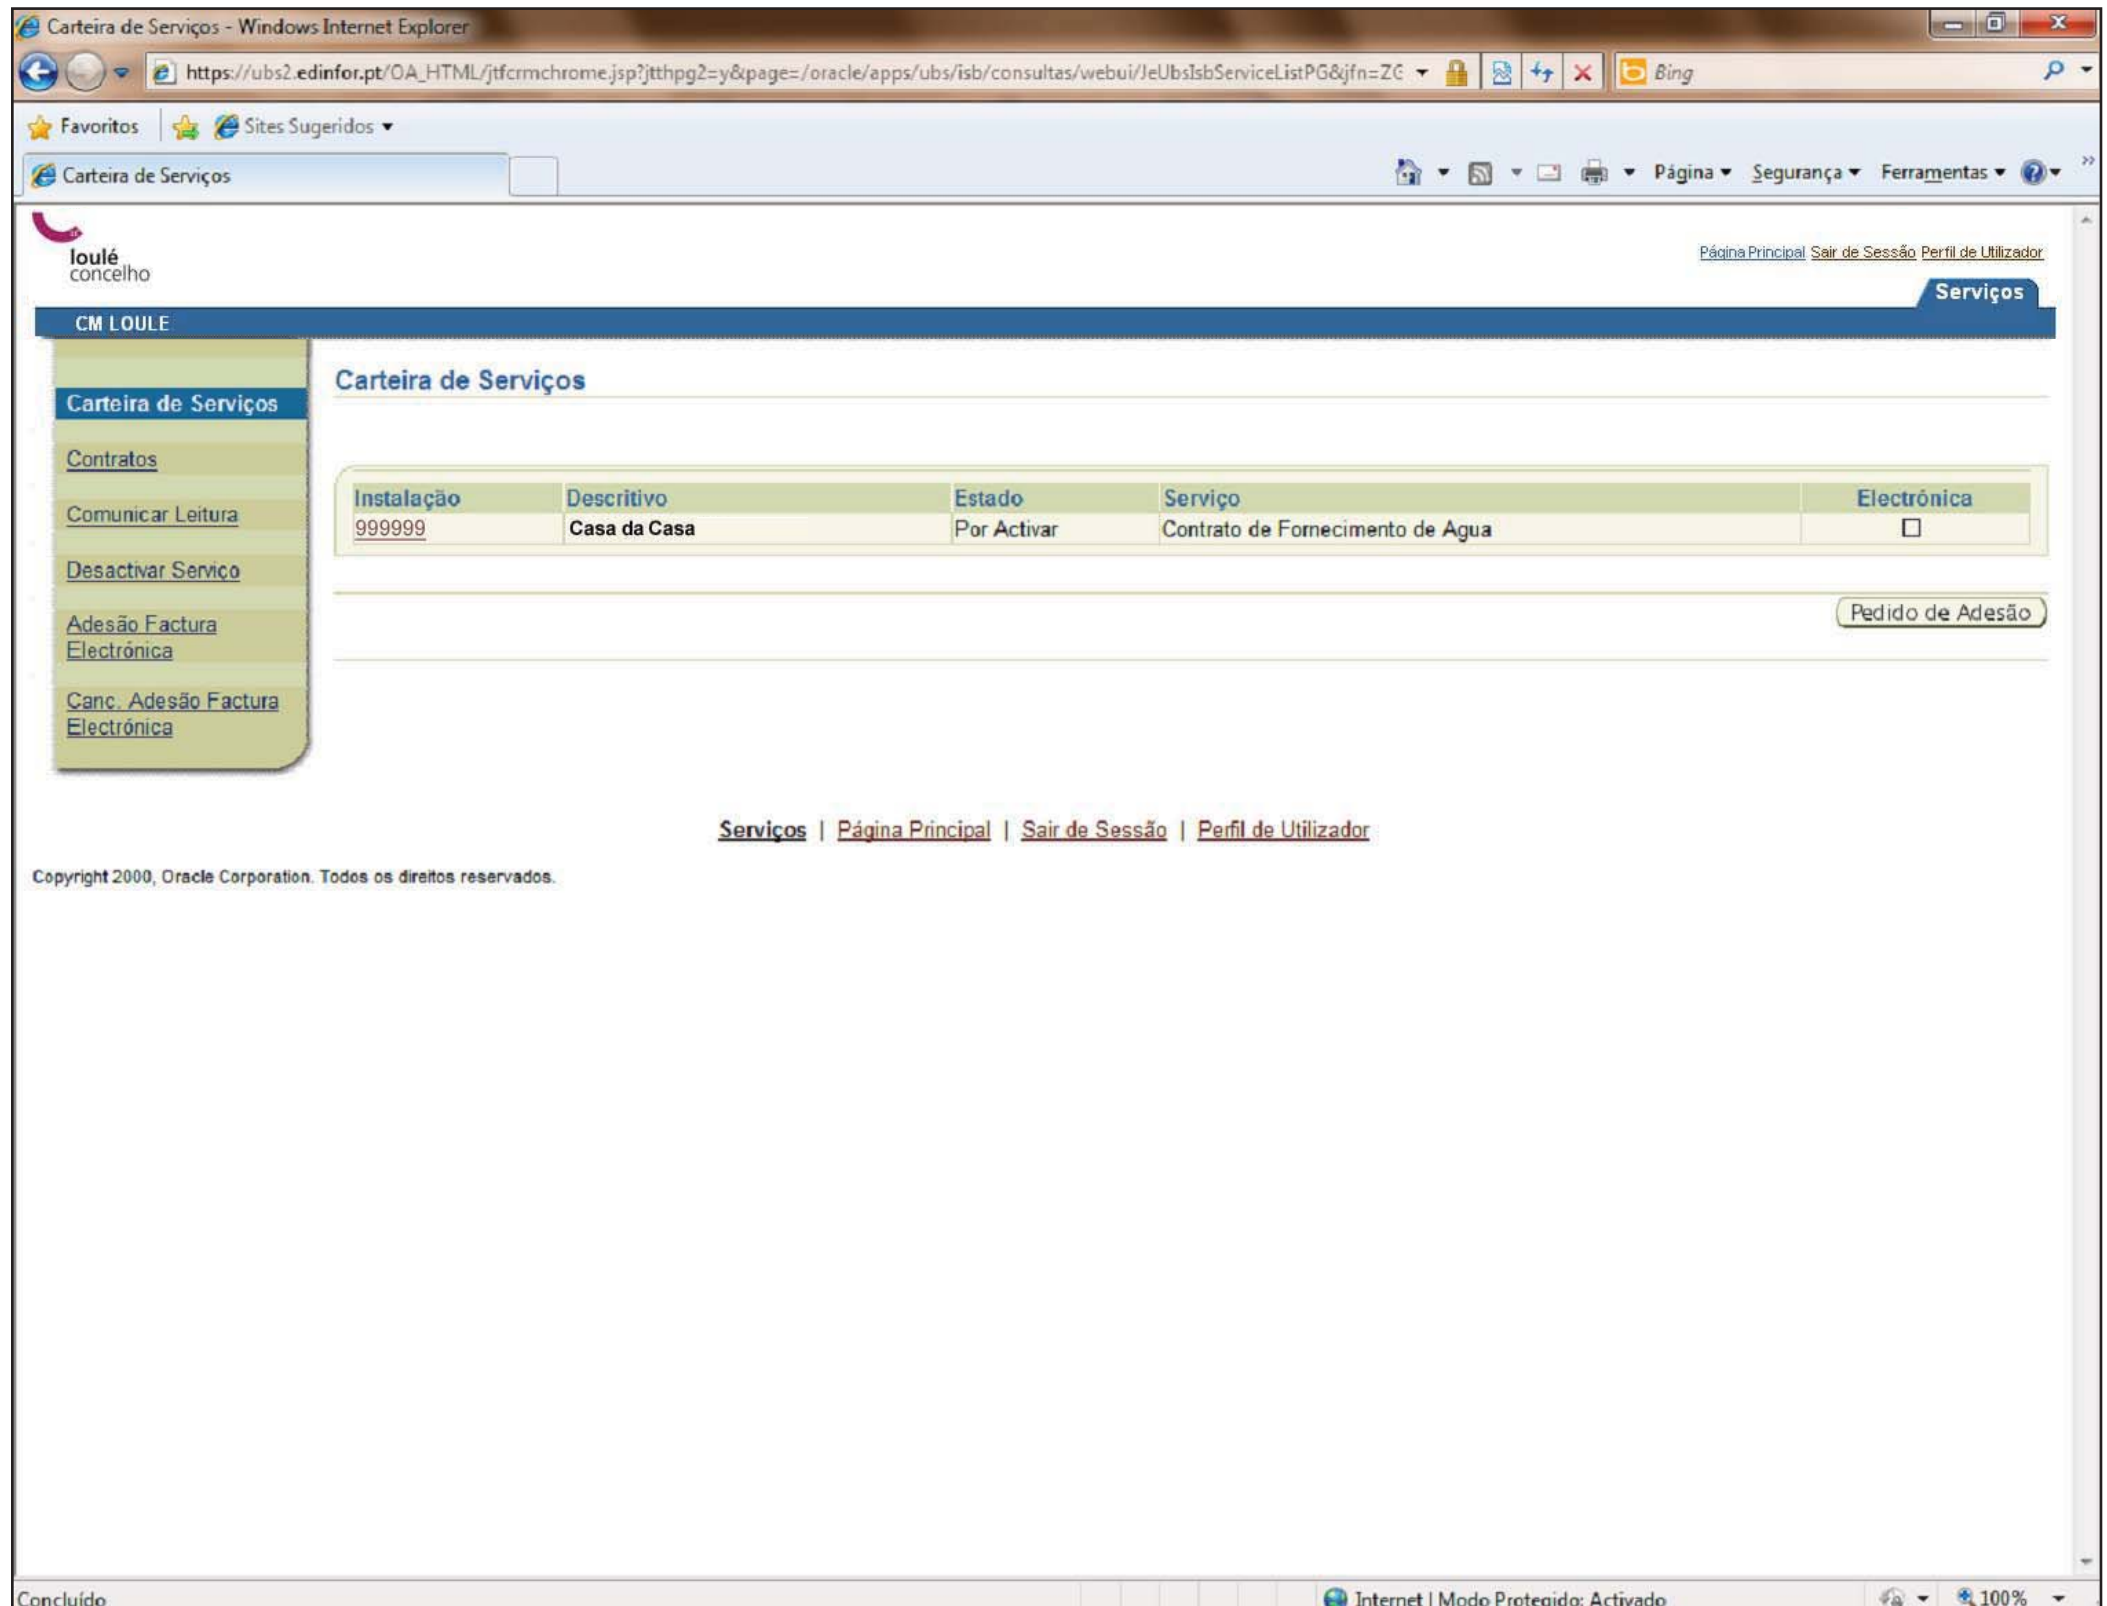 Carteira de Serviços - Windows Internet Explorer
https://ubs2.edinfor.pt/OA_HTML/jtfcrmchrome.jsp?jtthpg2=y&page=/oracle/apps/ubs/isb/consultas/webui/JeUbsIsbServiceListPG&jfn=ZG
Bing
Favoritos
Sites Sugeridos
Carteira de Serviços
Página
Segurança
Ferramentas
loulé
concelho
Página Principal Sair de Sessão Perfil de Utilizador
Serviços
CM LOULE
Carteira de Serviços
Contratos
Comunicar Leitura
Desactivar Serviço
Adesão Factura
Electrónica
Canc. Adesão Factura
Electrónica
Carteira de Serviços
Instalação Descritivo Estado Serviço Electrónica
999999 Casa da Casa Por Activar Contrato de Fornecimento de Agua
Pedido de Adesão
Serviços | Página Principal | Sair de Sessão | Perfil de Utilizador
Copyright 2000, Oracle Corporation. Todos os direitos reservados.
Concluído
Internet | Modo Protegido: Activado
100%